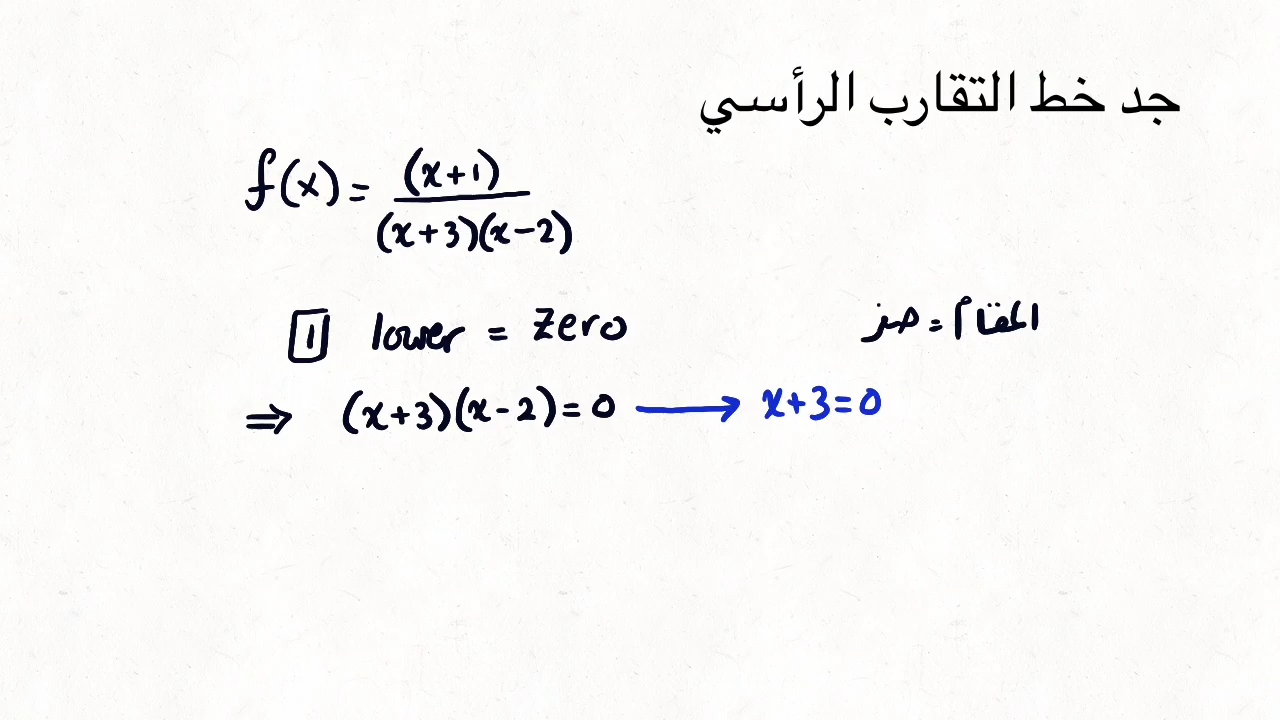 جد خط التقارب الرأسي
f(x) = (x+1) / (x+3)(x-2)
1 lower = zero
المقام = صفر
⇒ (x+3)(x-2) = 0 → x+3=0